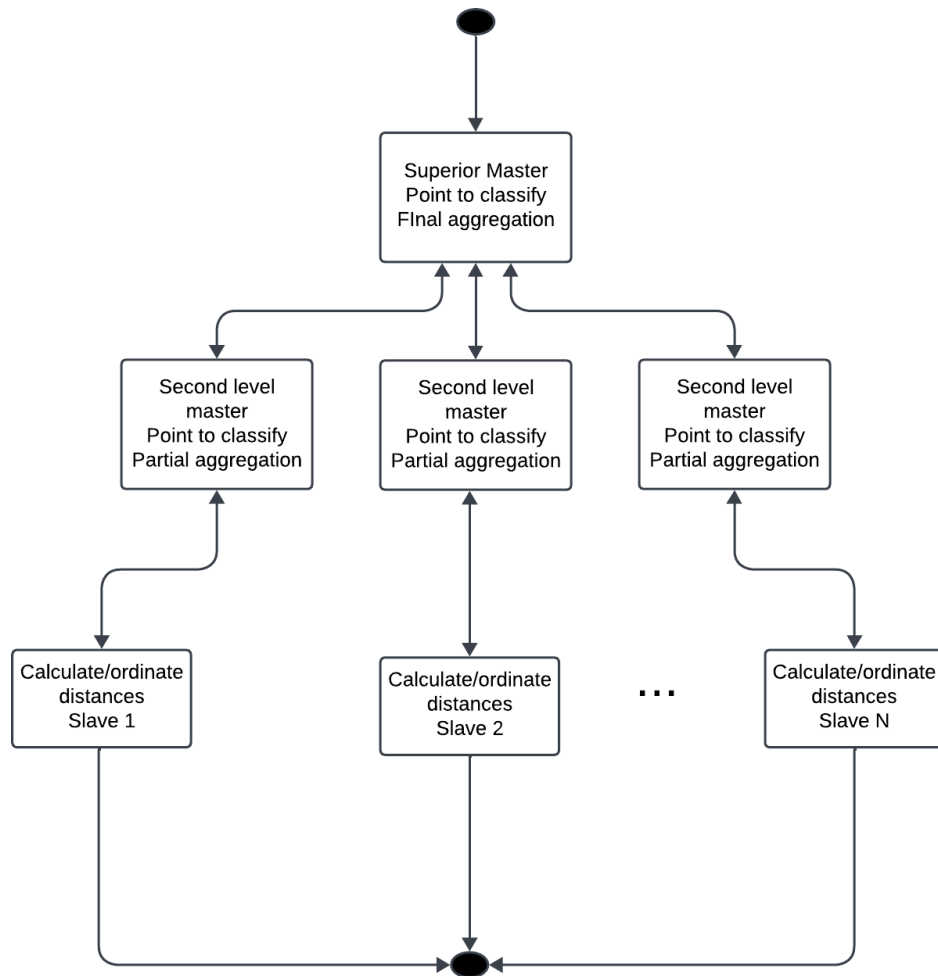 Superior Master
Point to classify
FInal aggregation
Second level
master
Point to classify
Partial aggregation
Second level
master
Point to classify
Partial aggregation
Second level
master
Point to classify
Partial aggregation
Calculate/ordinate
distances
Slave 1
Calculate/ordinate
distances
Slave 2
...
Calculate/ordinate
distances
Slave N